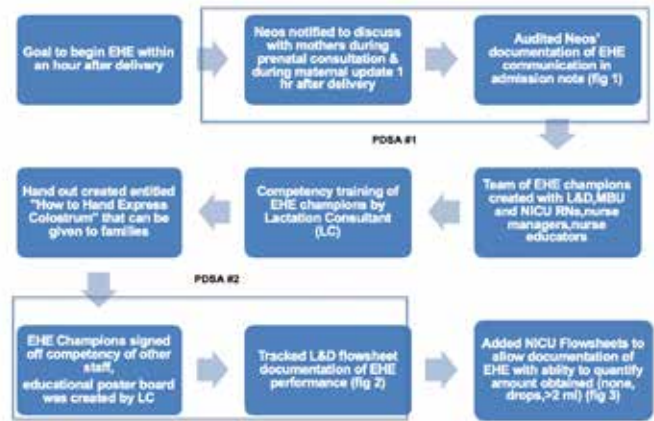 Goal to begin EHE within
an hour after delivery
Neos notified to discuss
with mothers during
prenatal consultation &
during maternal update 1
hr after delivery
Audited Neos'
documentation of EHE
communication in
admission note (fig 1)
PDSA #1
Team of EHE champions
created with L&D,MBU
and NICU RNs,nurse
managers,nurse
educators
Competency training of
EHE champions by
Lactation Consultant
(LC)
Hand out created entitled
"How to Hand Express
Colostrum" that can be
given to families
PDSA #2
EHE Champions signed
off competency of other
staff,
educational poster board
was created by LC
Tracked L&D flowsheet
documentation of EHE
performance (fig 2)
Added NICU Flowsheets to
allow documentation of
EHE with ability to quantify
amount obtained (none,
drops,>2 ml) (fig 3)